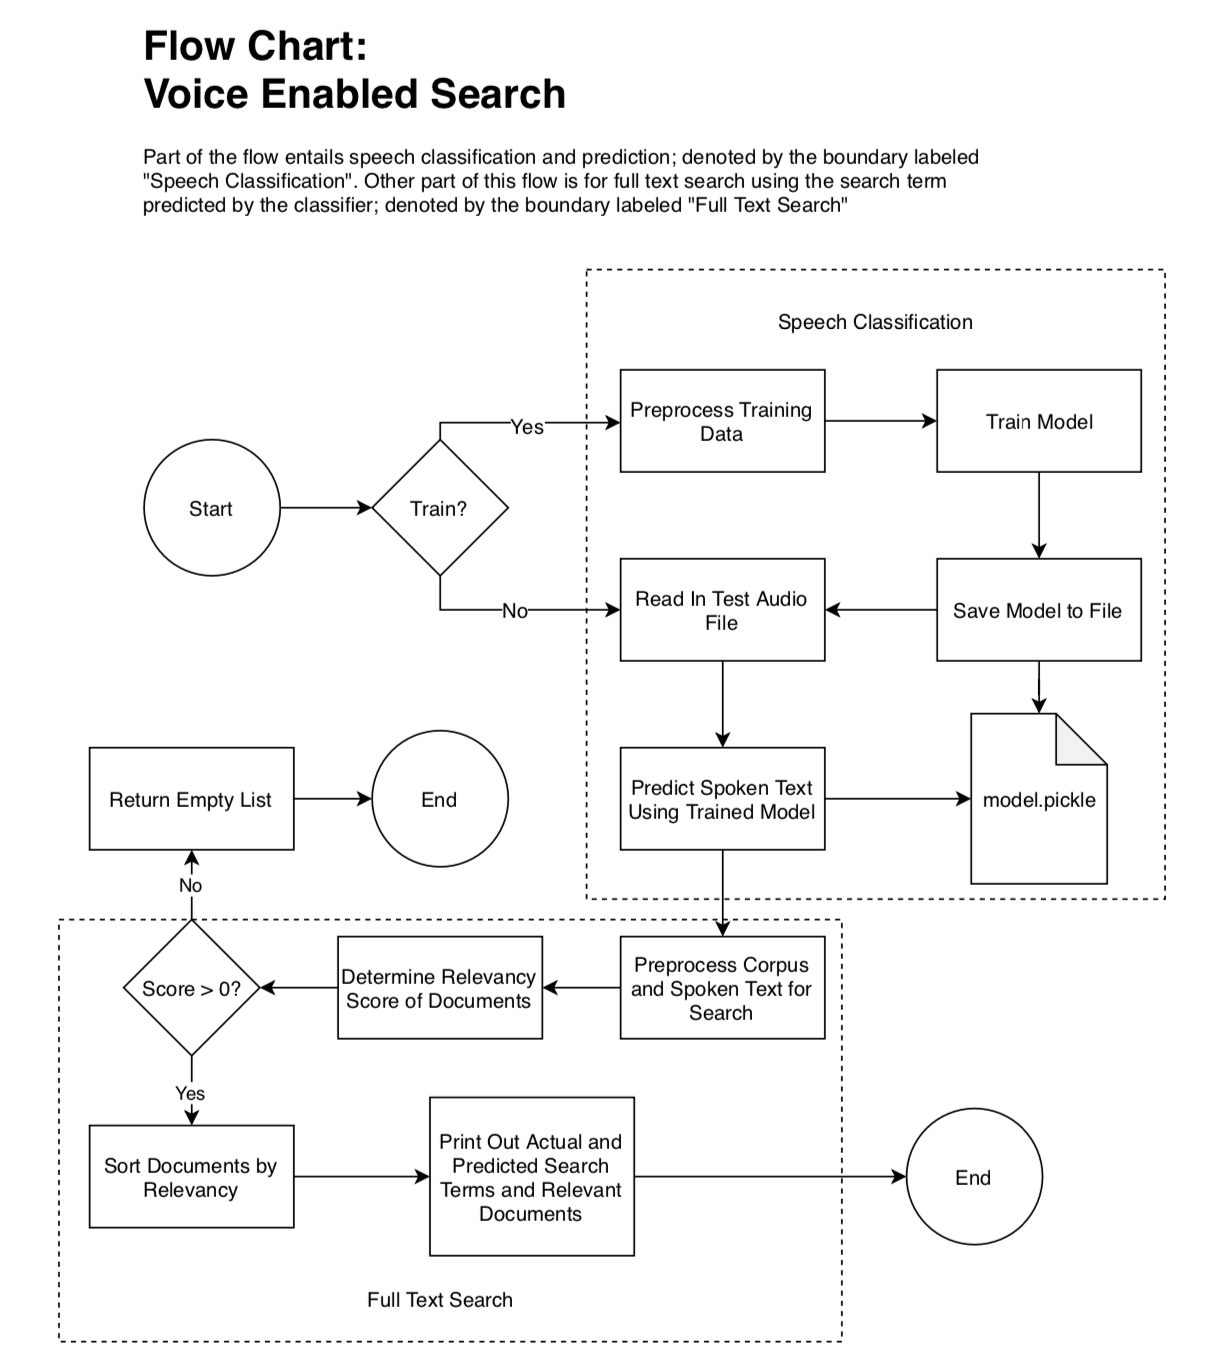 Flow Chart:
Voice Enabled Search
Part of the flow entails speech classification and prediction; denoted by the boundary labeled
"Speech Classification". Other part of this flow is for full text search using the search term
predicted by the classifier; denoted by the boundary labeled "Full Text Search"
Speech Classification
Start
Train?
Yes
Preprocess Training
Data
Train Model
No
Read In Test Audio
File
Save Model to File
Return Empty List
End
Predict Spoken Text
Using Trained Model
model.pickle
No
Score > 0?
Determine Relevancy
Score of Documents
Preprocess Corpus
and Spoken Text for
Search
Yes
Sort Documents by
Relevancy
Print Out Actual and
Predicted Search
Terms and Relevant
Documents
End
Full Text Search